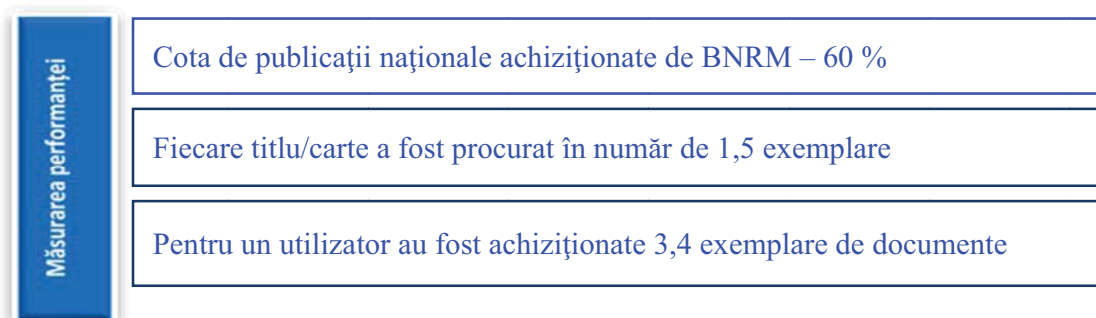 Măsurarea performanței
Cota de publicaţii naţionale achiziţionate de BNRM – 60 %
Fiecare titlu/carte a fost procurat în număr de 1,5 exemplare
Pentru un utilizator au fost achiziţionate 3,4 exemplare de documente